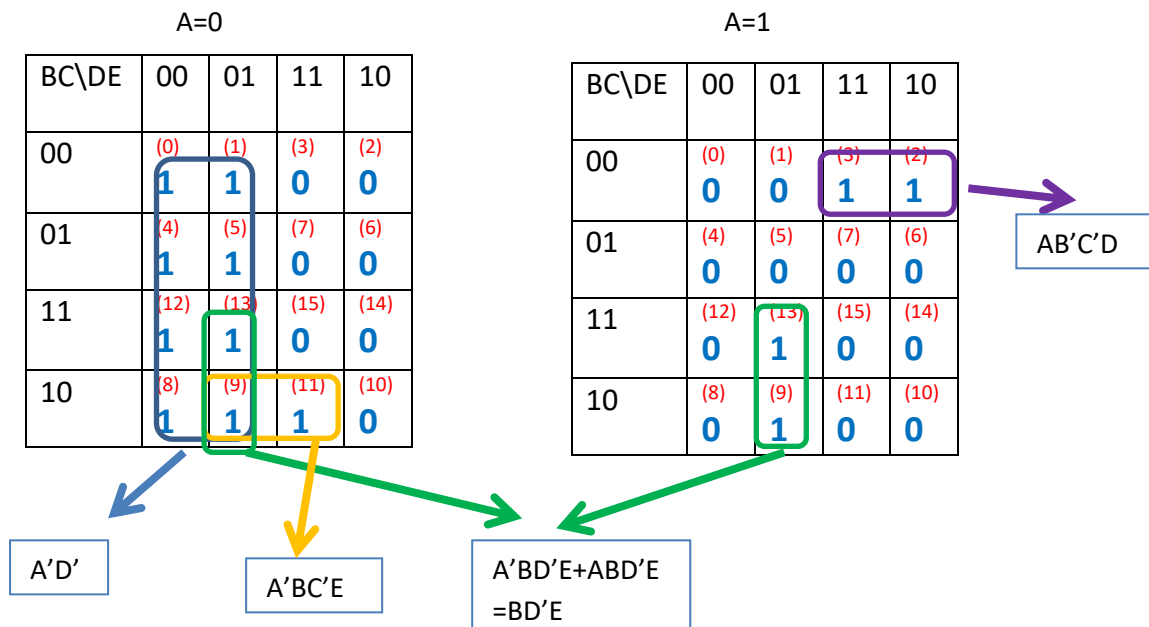 A=0
BC\DE 00 01 11 10
00 (0) 1 (1) 1 (3) 0 (2) 0
01 (4) 1 (5) 1 (7) 0 (6) 0
11 (12) 1 (13) 1 (15) 0 (14) 0
10 (8) 1 (9) 1 (11) 1 (10) 0
A=1
BC\DE 00 01 11 10
00 (0) 0 (1) 0 (3) 1 (2) 1
01 (4) 0 (5) 0 (7) 0 (6) 0
11 (12) 0 (13) 1 (15) 0 (14) 0
10 (8) 0 (9) 1 (11) 0 (10) 0
AB’C’D
A’D’
A’BC’E
A’BD’E+ABD’E
=BD’E